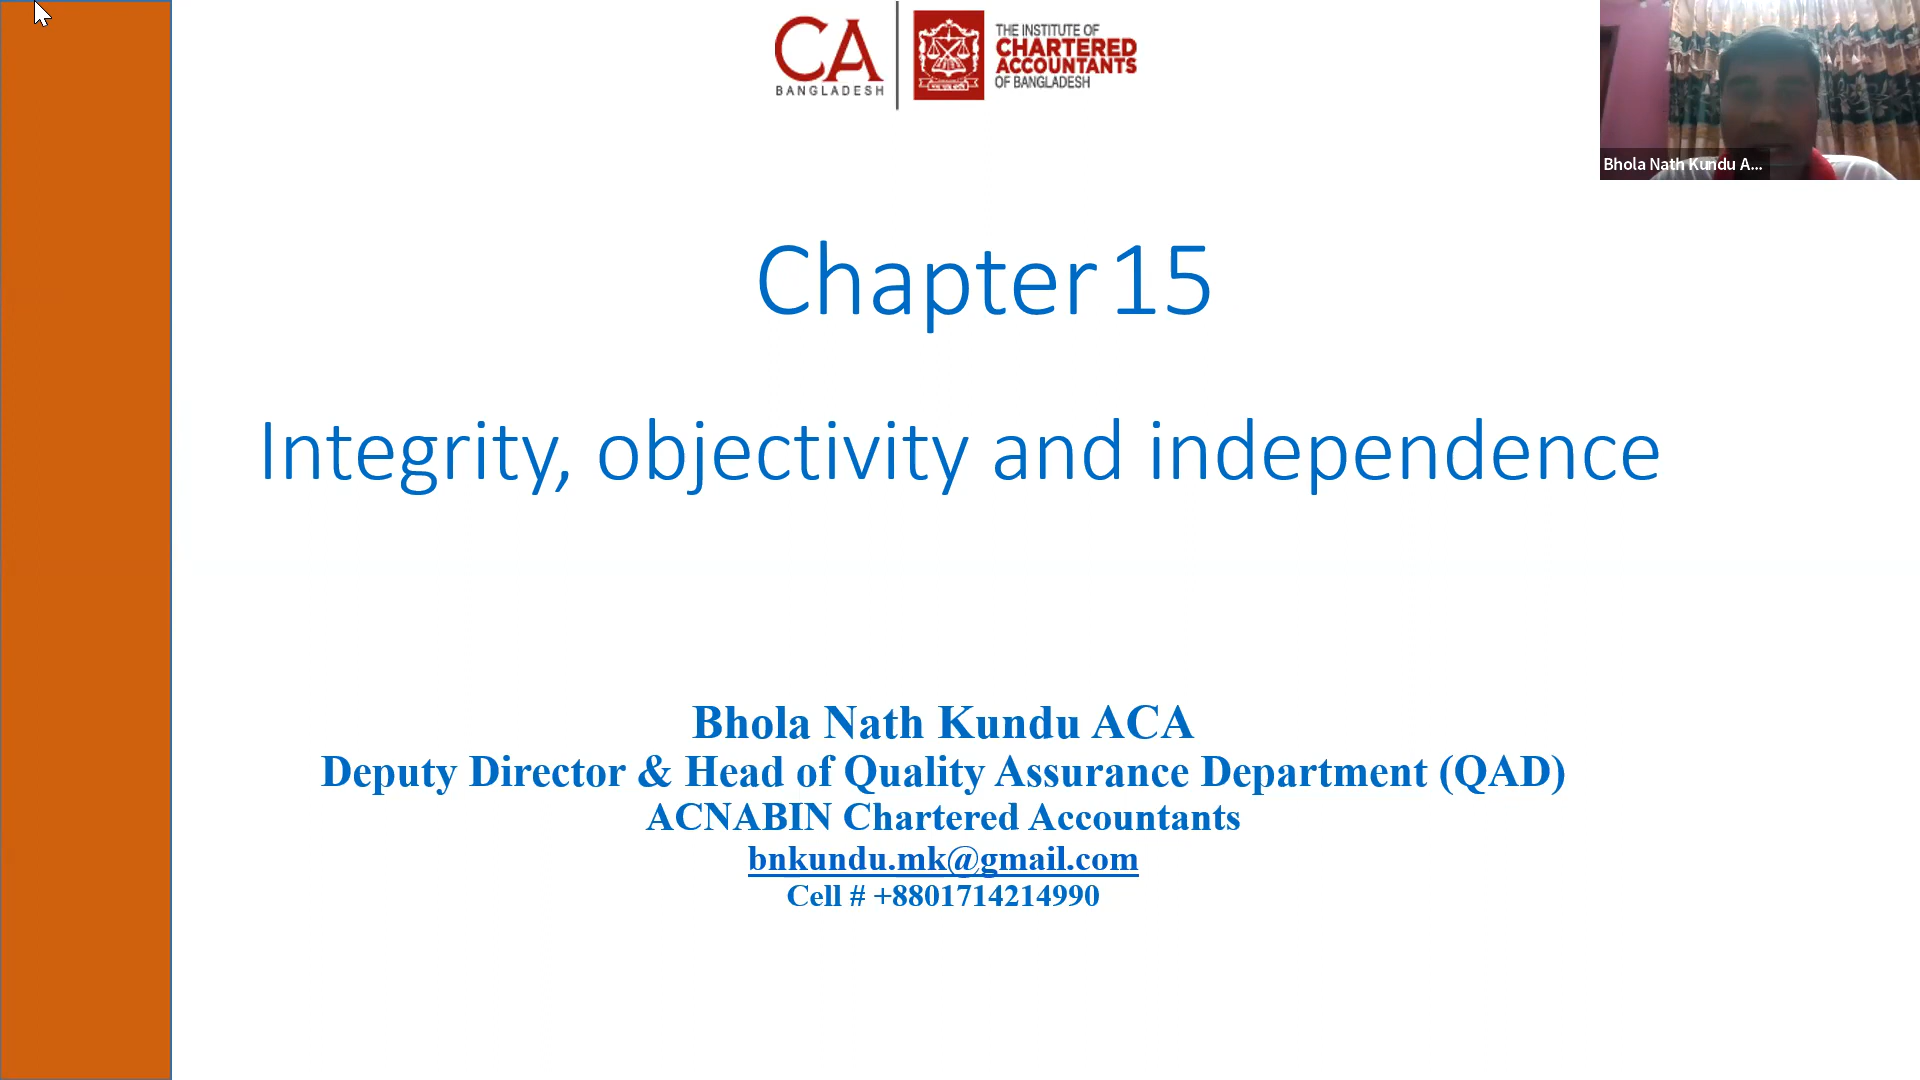 CA
BANGLADESH
THE INSTITUTE OF
CHARTERED
ACCOUNTANTS
OF BANGLADESH
Bhola Nath Kundu A...
Chapter 15
Integrity, objectivity and independence
Bhola Nath Kundu ACA
Deputy Director & Head of Quality Assurance Department (QAD)
ACNABIN Chartered Accountants
bnkundu.mk@gmail.com
Cell # +8801714214990